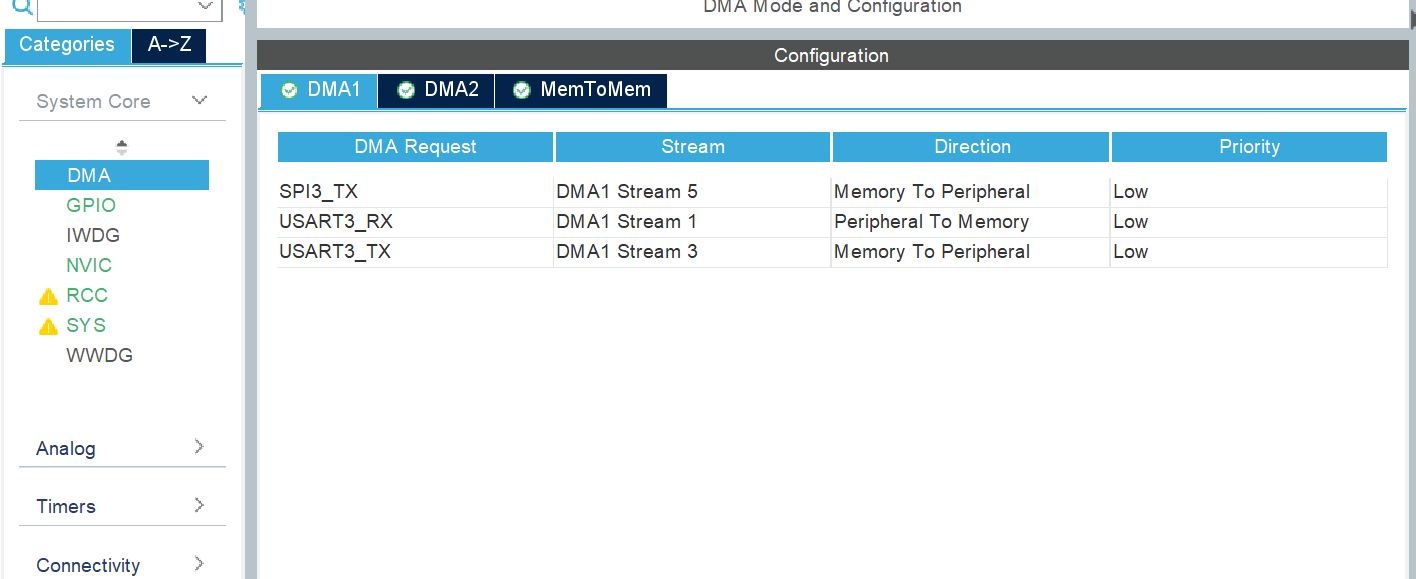 DMA Mode and Configuration
Categories A->Z
Configuration
DMA1 DMA2 MemToMem
System Core
DMA
GPIO
IWDG
NVIC
RCC
SYS
WWDG
Analog
Timers
Connectivity
DMA Request Stream Direction Priority
SPI3_TX DMA1 Stream 5 Memory To Peripheral Low
USART3_RX DMA1 Stream 1 Peripheral To Memory Low
USART3_TX DMA1 Stream 3 Memory To Peripheral Low